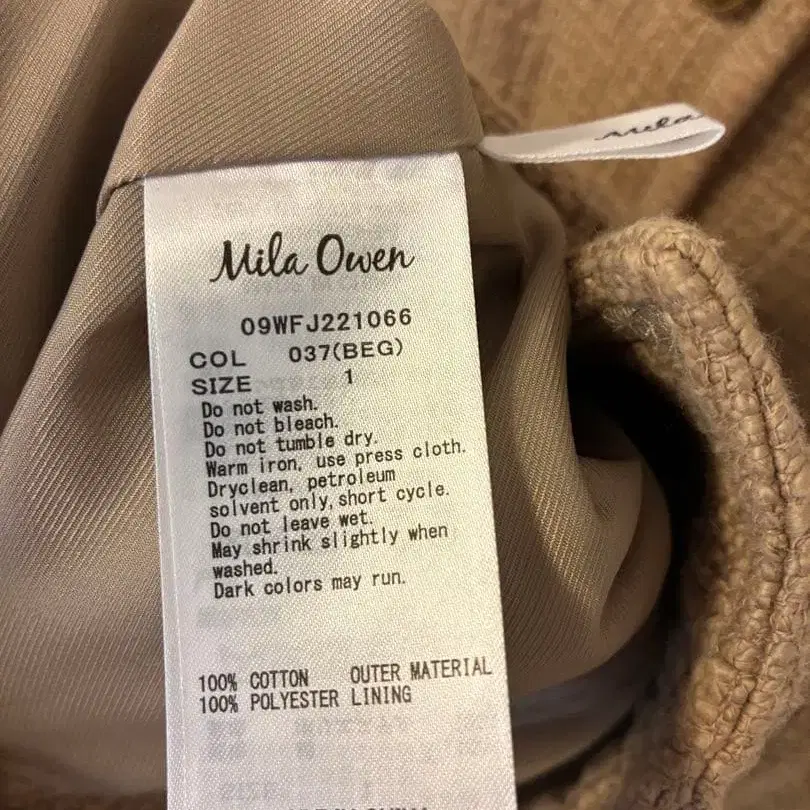 Mila
Mila Owen
09WFJ221066
COL 037(BEG)
SIZE 1
Do not wash.
Do not bleach.
Do not tumble dry.
Warm iron, use press cloth.
Dryclean, petroleum
solvent only,short cycle.
Do not leave wet.
May shrink slightly when
washed.
Dark colors may run.
100% COTTON OUTER MATERIAL
100% POLYESTER LINING